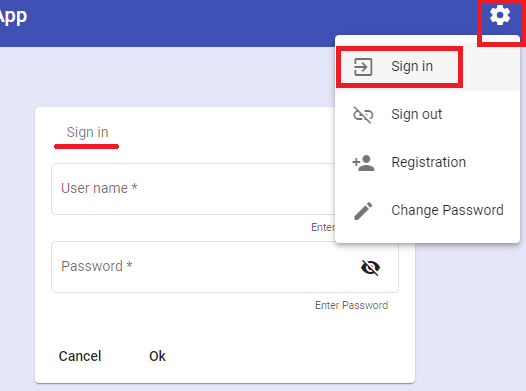 App
Sign in
Sign out
Registration
Change Password
Sign in
User name *
Enter
Password *
Enter Password
Cancel
Ok